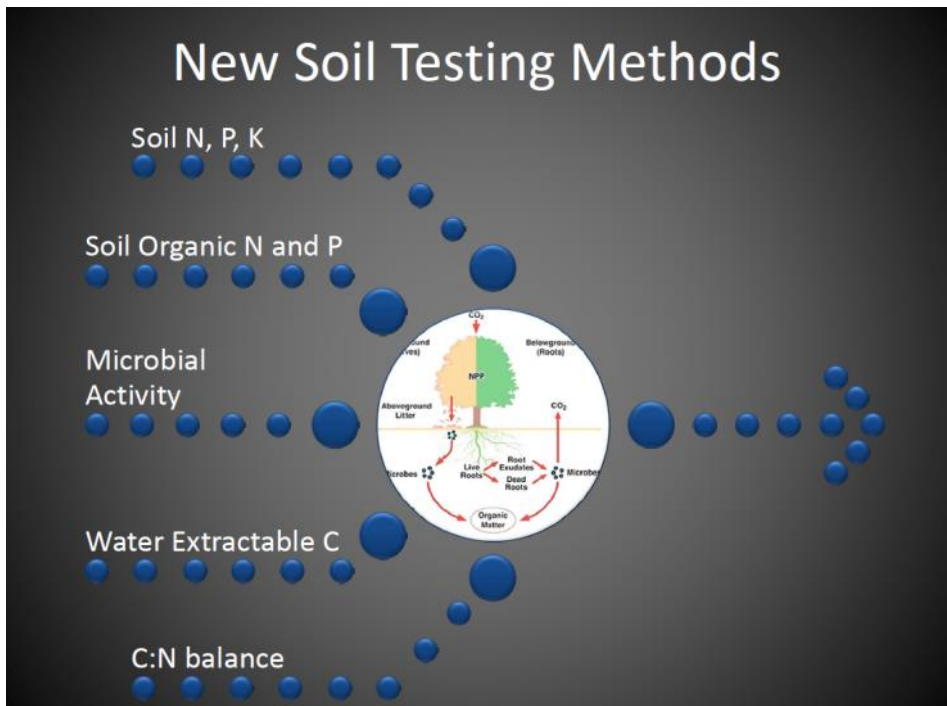 New Soil Testing Methods
Soil N, P, K
Soil Organic N and P
Microbial
Activity
Water Extractable C
C:N balance
CO2
Belowground
(Roots)
NPP
Aboveground
Litter
CO2
Live
Roots
Root
Exudates
Dead
Roots
Organic
Matter